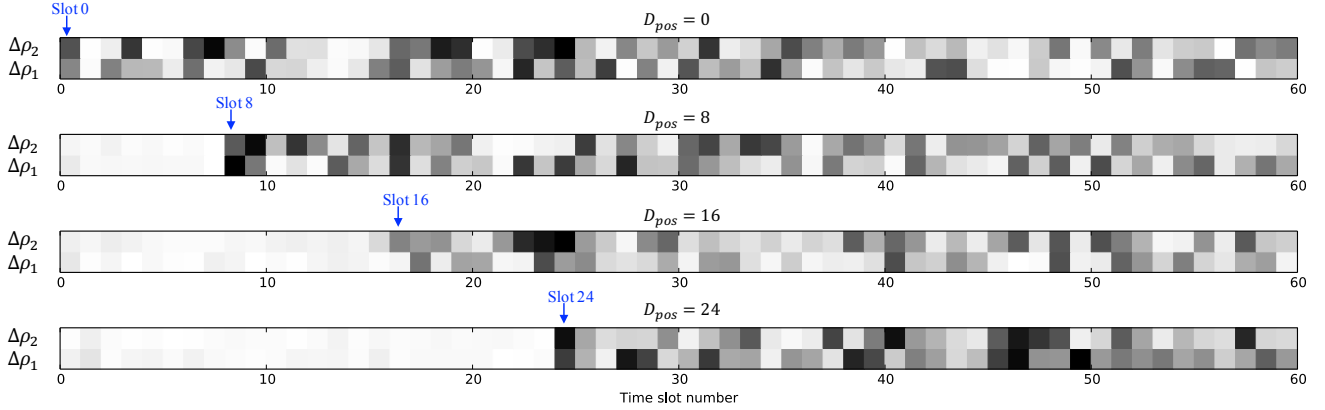 Slot 0
D_pos = 0
Δρ₂
Δρ₁
0 10 20 30 40 50 60
Slot 8
D_pos = 8
Δρ₂
Δρ₁
0 10 20 30 40 50 60
Slot 16
D_pos = 16
Δρ₂
Δρ₁
0 10 20 30 40 50 60
Slot 24
D_pos = 24
Δρ₂
Δρ₁
0 10 20 30 40 50 60
Time slot number